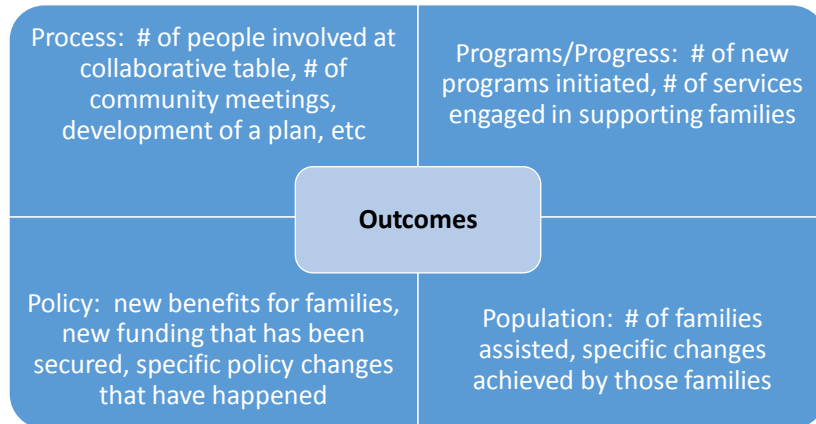 Process: # of people involved at
collaborative table, # of
community meetings,
development of a plan, etc
Programs/Progress: # of new
programs initiated, # of services
engaged in supporting families
Outcomes
Policy: new benefits for families,
new funding that has been
secured, specific policy changes
that have happened
Population: # of families
assisted, specific changes
achieved by those families